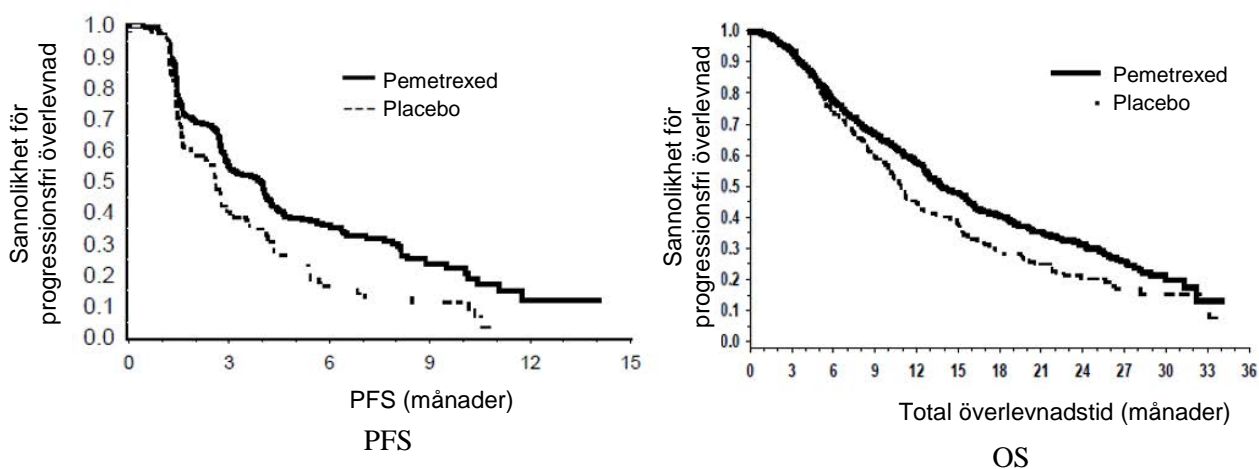 Sannolikhet för
progressionsfri överlevnad
1.0
0.9
0.8
0.7
0.6
0.5
0.4
0.3
0.2
0.1
0.0
Pemetrexed
Placebo
0 3 6 9 12 15
PFS (månader)
PFS
Sannolikhet för
progressionsfri överlevnad
1.0
0.9
0.8
0.7
0.6
0.5
0.4
0.3
0.2
0.1
0.0
Pemetrexed
Placebo
0 3 6 9 12 15 18 21 24 27 30 33 36
Total överlevnadstid (månader)
OS